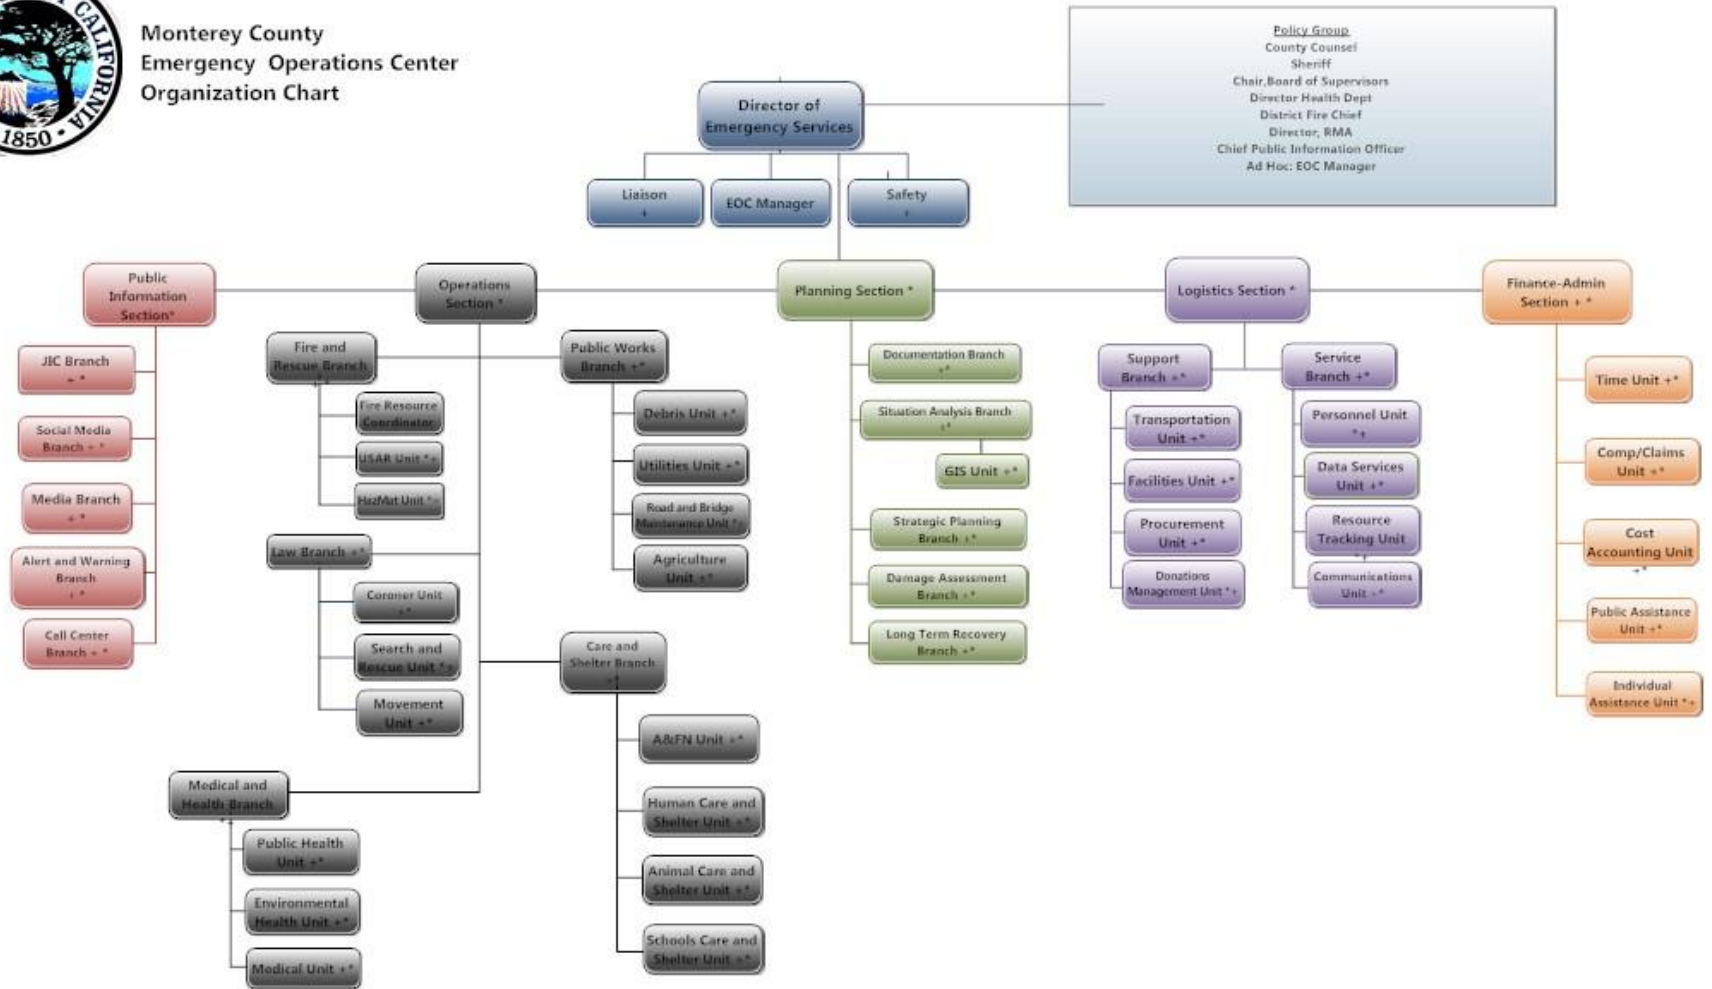 CALIFORNIA
1850
Monterey County
Emergency Operations Center
Organization Chart
Policy Group
County Counsel
Sheriff
Chair,Board of Supervisors
Director Health Dept
District Fire Chief
Director, RMA
Chief Public Information Officer
Ad Hoc: EOC Manager
Director of
Emergency Services
Liaison
+
EOC Manager
Safety
+
Public
Information
Section*
JIC Branch
+ *
Social Media
Branch + *
Media Branch
+ *
Alert and Warning
Branch
+ *
Call Center
Branch + *
Operations
Section *
Fire and
Rescue Branch
Fire Resource
Coordinator
USAR Unit *+
HazMat Unit *+
Law Branch +*
Coroner Unit
+*
Search and
Rescue Unit *+
Movement
Unit +*
Medical and
Health Branch
*+
Public Health
Unit +*
Environmental
Health Unit +*
Medical Unit +*
Public Works
Branch +*
Debris Unit +*
Utilities Unit +*
Road and Bridge
Maintenance Unit *+
Agriculture
Unit +*
Care and
Shelter Branch
+*
A&FN Unit +*
Human Care and
Shelter Unit +*
Animal Care and
Shelter Unit +*
Schools Care and
Shelter Unit +*
Planning Section *
Documentation Branch
+*
Situation Analysis Branch
+*
GIS Unit +*
Strategic Planning
Branch +*
Damage Assessment
Branch +*
Long Term Recovery
Branch +*
Logistics Section *
Support
Branch +*
Transportation
Unit +*
Facilities Unit +*
Procurement
Unit +*
Donations
Management Unit *+
Service
Branch +*
Personnel Unit
*+
Data Services
Unit +*
Resource
Tracking Unit
*+
Communications
Unit +*
Finance-Admin
Section + *
Time Unit +*
Comp/Claims
Unit +*
Cost
Accounting Unit
+*
Public Assistance
Unit +*
Individual
Assistance Unit *+